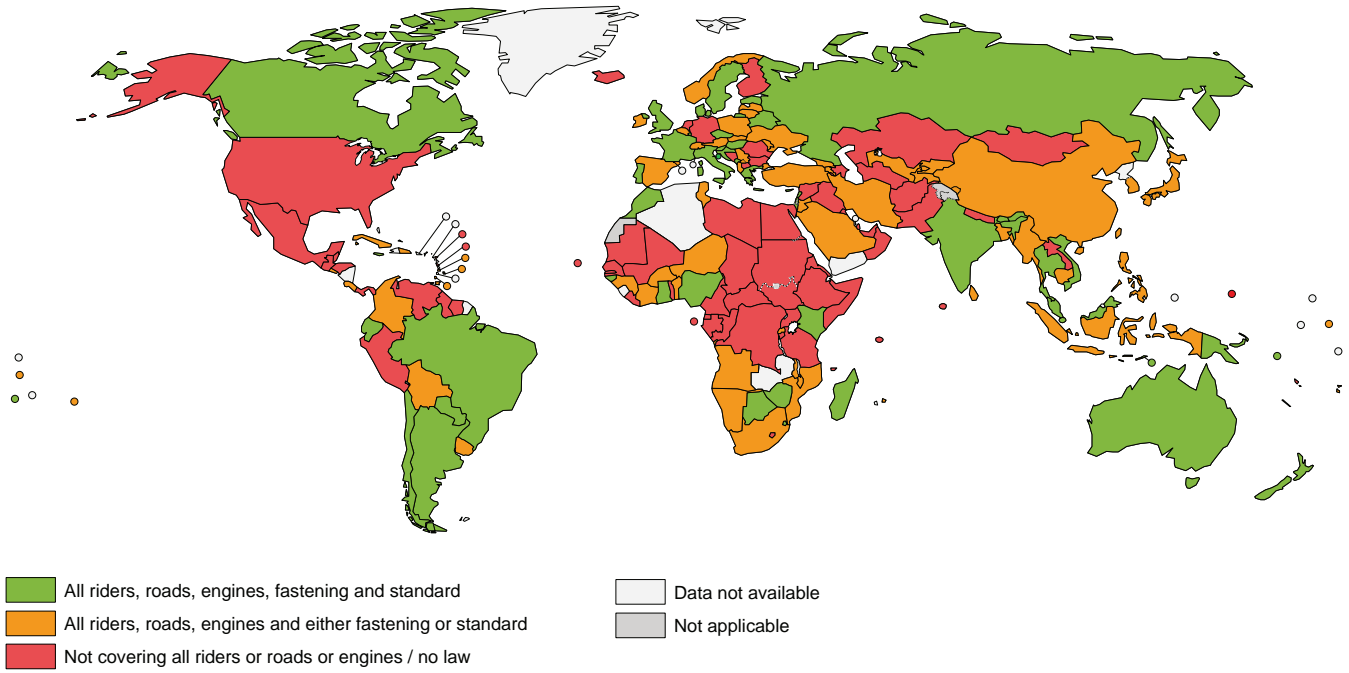 All riders, roads, engines, fastening and standard
All riders, roads, engines and either fastening or standard
Not covering all riders or roads or engines / no law
Data not available
Not applicable